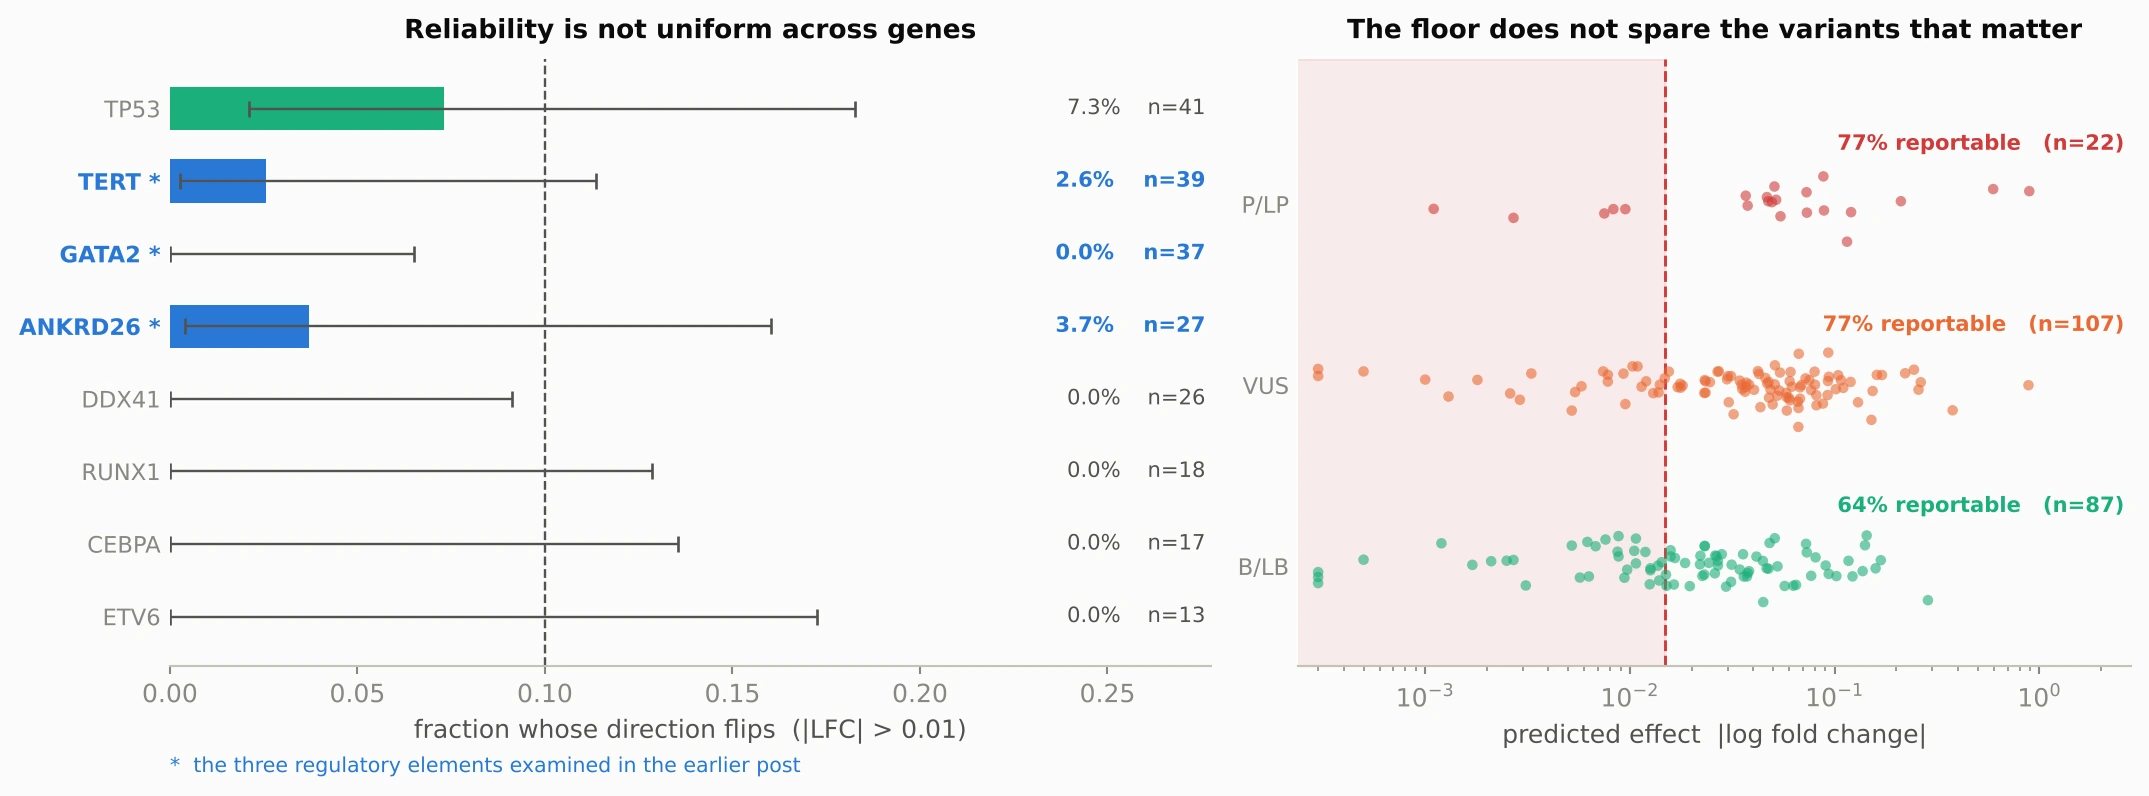 Reliability is not uniform across genes
TP53 7.3% n=41
TERT * 2.6% n=39
GATA2 * 0.0% n=37
ANKRD26 * 3.7% n=27
DDX41 0.0% n=26
RUNX1 0.0% n=18
CEBPA 0.0% n=17
ETV6 0.0% n=13
0.00 0.05 0.10 0.15 0.20 0.25
fraction whose direction flips (|LFC| > 0.01)
* the three regulatory elements examined in the earlier post
The floor does not spare the variants that matter
77% reportable (n=22)
P/LP
77% reportable (n=107)
VUS
64% reportable (n=87)
B/LB
10⁻³ 10⁻² 10⁻¹ 10⁰
predicted effect |log fold change|